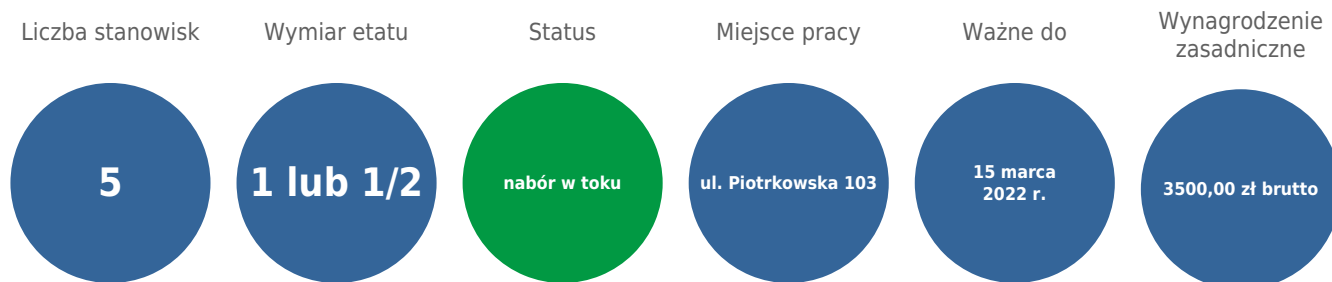 Liczba stanowisk
5
Wymiar etatu
1 lub 1/2
Status
nabór w toku
Miejsce pracy
ul. Piotrkowska 103
Ważne do
15 marca
2022 r.
Wynagrodzenie
zasadniczne
3500,00 zł brutto